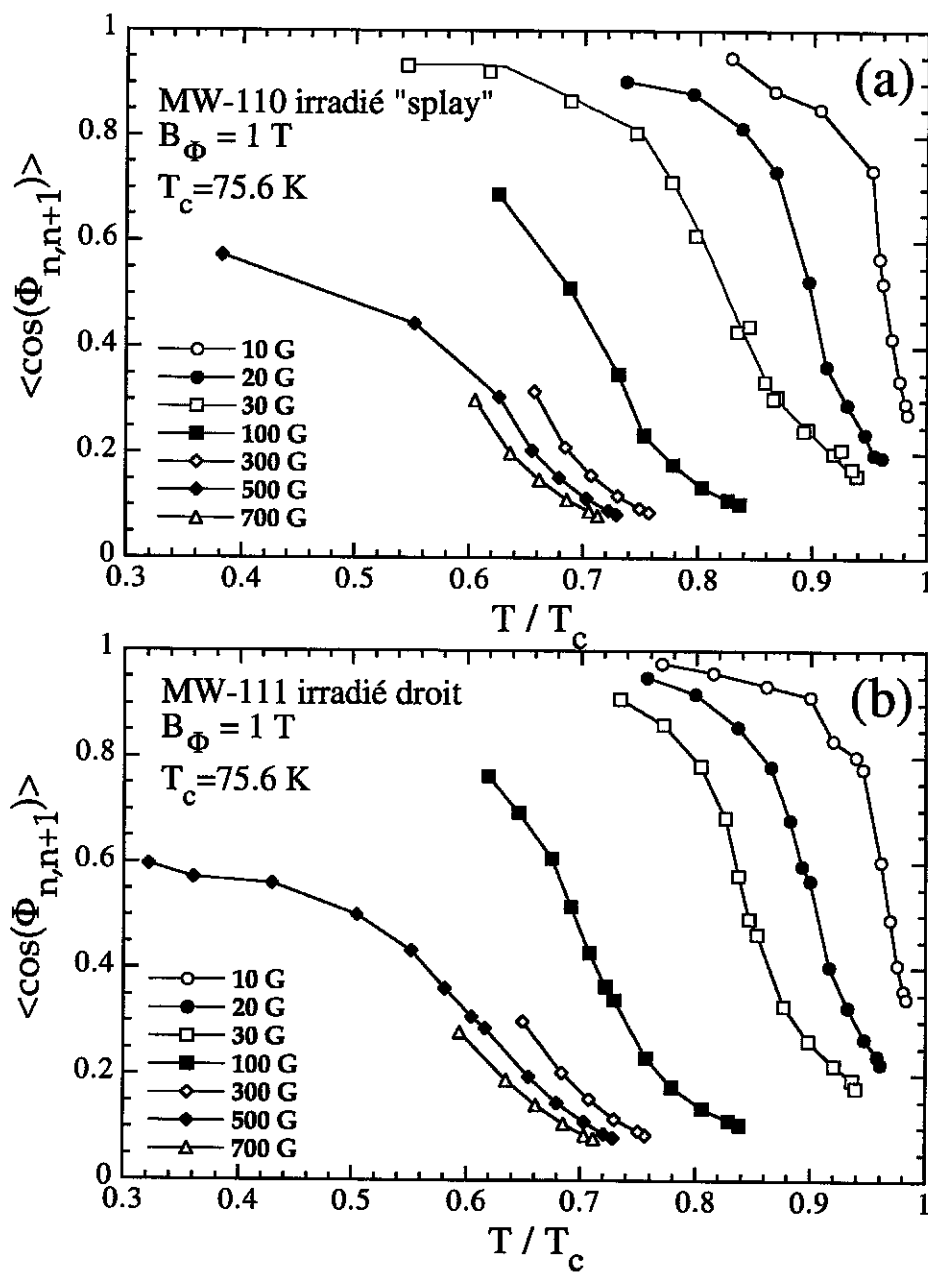 (a)
MW-110 irradié "splay"
B_Φ = 1 T
T_c=75.6 K
<cos(Φ_n,n+1)>
1
0.8
0.6
0.4
0.2
0
10 G
20 G
30 G
100 G
300 G
500 G
700 G
0.3 0.4 0.5 0.6 0.7 0.8 0.9 1
T / T_c
(b)
MW-111 irradié droit
B_Φ = 1 T
T_c=75.6 K
<cos(Φ_n,n+1)>
1
0.8
0.6
0.4
0.2
0
10 G
20 G
30 G
100 G
300 G
500 G
700 G
0.3 0.4 0.5 0.6 0.7 0.8 0.9 1
T / T_c